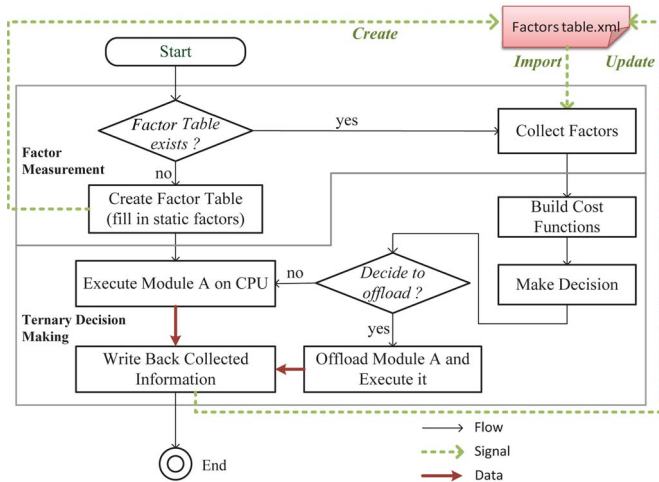 Factors table.xml
Create
Start
Import
Update
Factor Table
exists ?
yes
Collect Factors
Factor
Measurement
no
Create Factor Table
(fill in static factors)
Build Cost
Functions
Execute Module A on CPU
no
Decide to
offload ?
Make Decision
Ternary Decision
Making
yes
Write Back Collected
Information
Offload Module A and
Execute it
Flow
End
Signal
Data